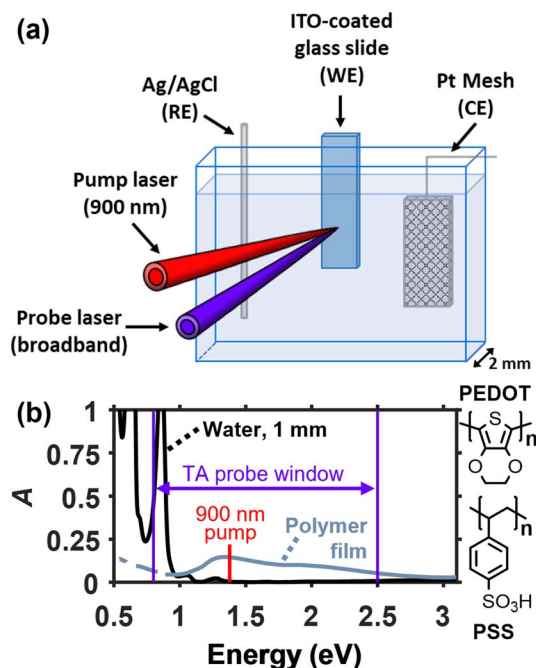 (a)
ITO-coated
glass slide
(WE)
Ag/AgCl
(RE)
Pt Mesh
(CE)
Pump laser
(900 nm)
Probe laser
(broadband)
2 mm
(b)
1
0.75
0.5
0.25
0
A
Water, 1 mm
TA probe window
900 nm
pump
Polymer
film
0.5 1 1.5 2 2.5 3
Energy (eV)
PEDOT
S
n
O O
n
SO₃H
PSS